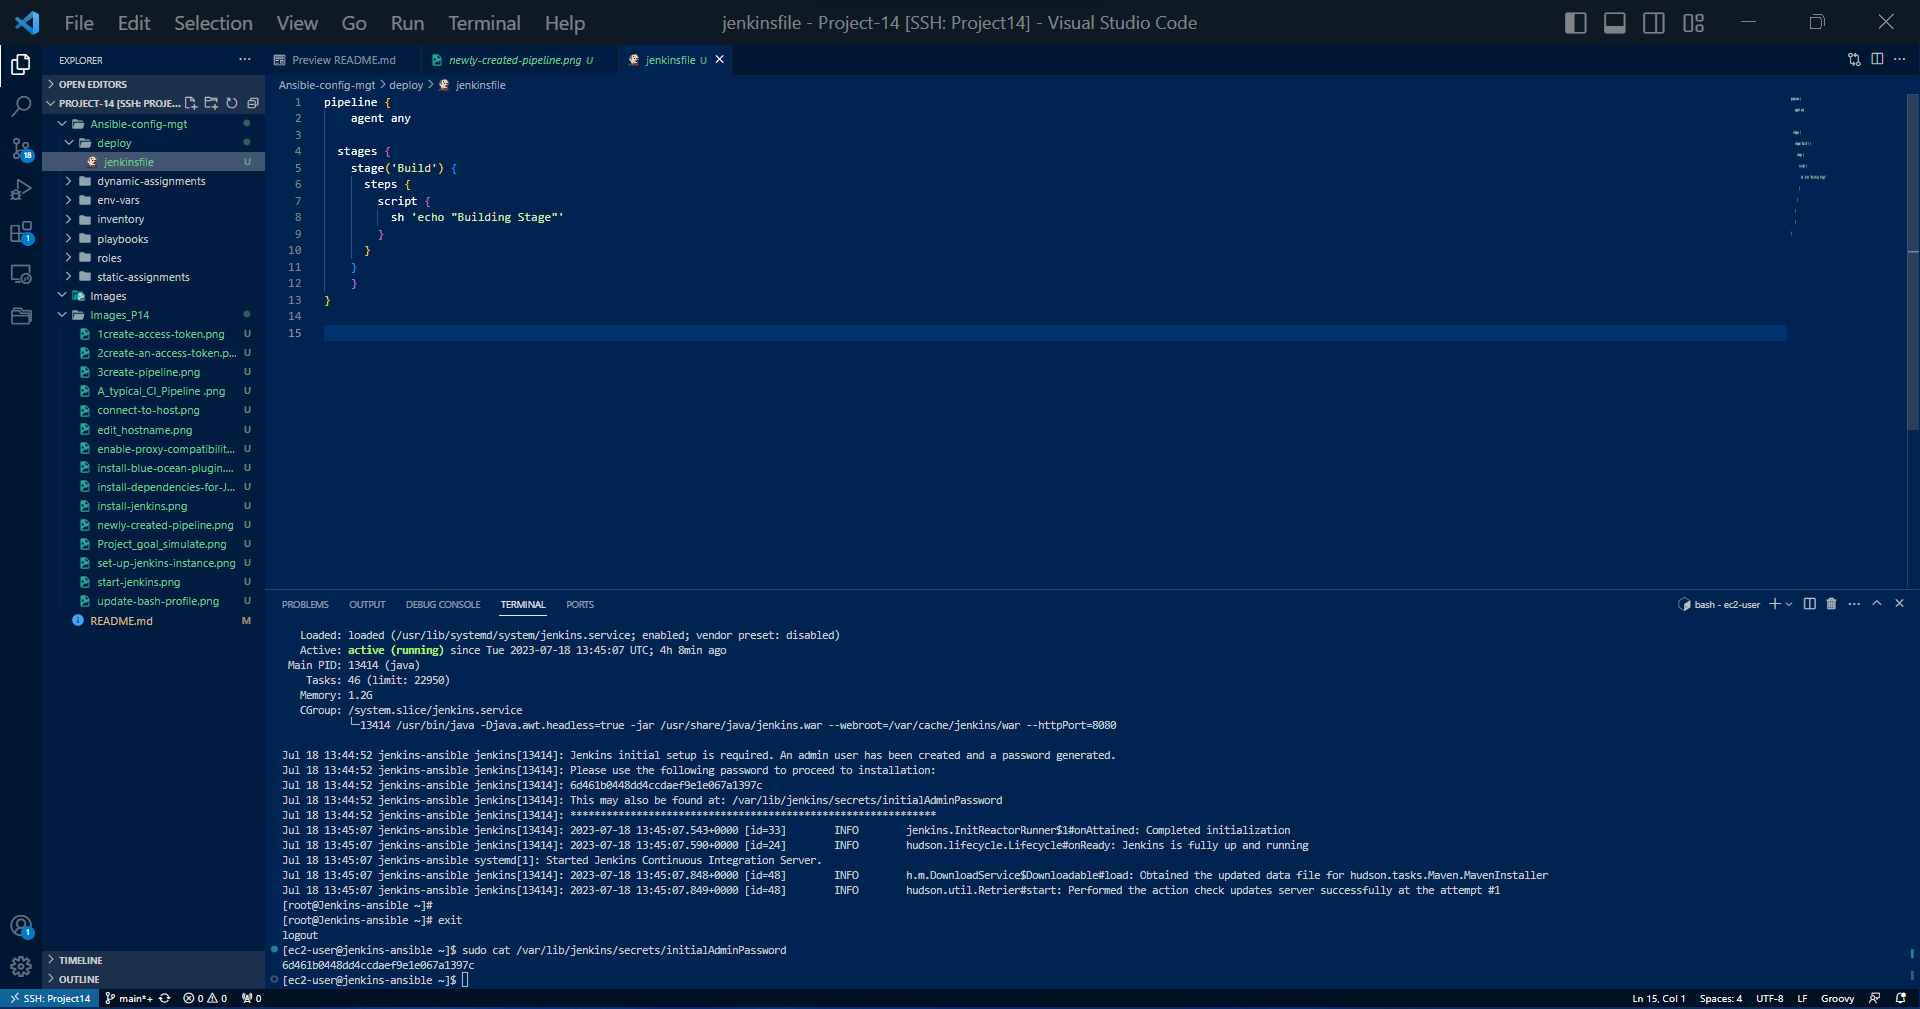 File Edit Selection View Go Run Terminal Help
jenkinsfile - Project-14 [SSH: Project14] - Visual Studio Code
EXPLORER
OPEN EDITORS
PROJECT-14 [SSH: PROJE...
Ansible-config-mgt
deploy
jenkinsfile U
dynamic-assignments
env-vars
inventory
playbooks
roles
static-assignments
Images
Images_P14
1create-access-token.png U
2create-an-access-token.p... U
3create-pipeline.png U
A_typical_CI_Pipeline .png U
connect-to-host.png U
edit_hostname.png U
enable-proxy-compatibilit... U
install-blue-ocean-plugin.... U
install-dependencies-for-J... U
install-jenkins.png U
newly-created-pipeline.png U
Project_goal_simulate.png U
set-up-jenkins-instance.png U
start-jenkins.png U
update-bash-profile.png U
README.md M
TIMELINE
OUTLINE
18
1
1
Preview README.md
newly-created-pipeline.png U
jenkinsfile U
Ansible-config-mgt > deploy > jenkinsfile
1 pipeline {
2 agent any
3
4 stages {
5 stage('Build') {
6 steps {
7 script {
8 sh 'echo "Building Stage"'
9 }
10 }
11 }
12 }
13 }
14
15
PROBLEMS OUTPUT DEBUG CONSOLE TERMINAL PORTS
bash - ec2-user
Loaded: loaded (/usr/lib/systemd/system/jenkins.service; enabled; vendor preset: disabled)
Active: active (running) since Tue 2023-07-18 13:45:07 UTC; 4h 8min ago
Main PID: 13414 (java)
Tasks: 46 (limit: 22950)
Memory: 1.2G
CGroup: /system.slice/jenkins.service
└─13414 /usr/bin/java -Djava.awt.headless=true -jar /usr/share/java/jenkins.war --webroot=/var/cache/jenkins/war --httpPort=8080
Jul 18 13:44:52 jenkins-ansible jenkins[13414]: Jenkins initial setup is required. An admin user has been created and a password generated.
Jul 18 13:44:52 jenkins-ansible jenkins[13414]: Please use the following password to proceed to installation:
Jul 18 13:44:52 jenkins-ansible jenkins[13414]: 6d461b0448dd4ccdaef9e1e067a1397c
Jul 18 13:44:52 jenkins-ansible jenkins[13414]: This may also be found at: /var/lib/jenkins/secrets/initialAdminPassword
Jul 18 13:44:52 jenkins-ansible jenkins[13414]: *************************************************************
Jul 18 13:45:07 jenkins-ansible jenkins[13414]: 2023-07-18 13:45:07.543+0000 [id=33] INFO jenkins.InitReactorRunner$1#onAttained: Completed initialization
Jul 18 13:45:07 jenkins-ansible jenkins[13414]: 2023-07-18 13:45:07.590+0000 [id=24] INFO hudson.lifecycle.Lifecycle#onReady: Jenkins is fully up and running
Jul 18 13:45:07 jenkins-ansible systemd[1]: Started Jenkins Continuous Integration Server.
Jul 18 13:45:07 jenkins-ansible jenkins[13414]: 2023-07-18 13:45:07.848+0000 [id=48] INFO h.m.DownloadService$Downloadable#load: Obtained the updated data file for hudson.tasks.Maven.MavenInstaller
Jul 18 13:45:07 jenkins-ansible jenkins[13414]: 2023-07-18 13:45:07.849+0000 [id=48] INFO hudson.util.Retrier#start: Performed the action check updates server successfully at the attempt #1
[root@Jenkins-ansible ~]#
[root@Jenkins-ansible ~]# exit
logout
[ec2-user@jenkins-ansible ~]$ sudo cat /var/lib/jenkins/secrets/initialAdminPassword
6d461b0448dd4ccdaef9e1e067a1397c
[ec2-user@jenkins-ansible ~]$
SSH: Project14 main*+ 0 0 0
Ln 15, Col 1 Spaces: 4 UTF-8 LF Groovy